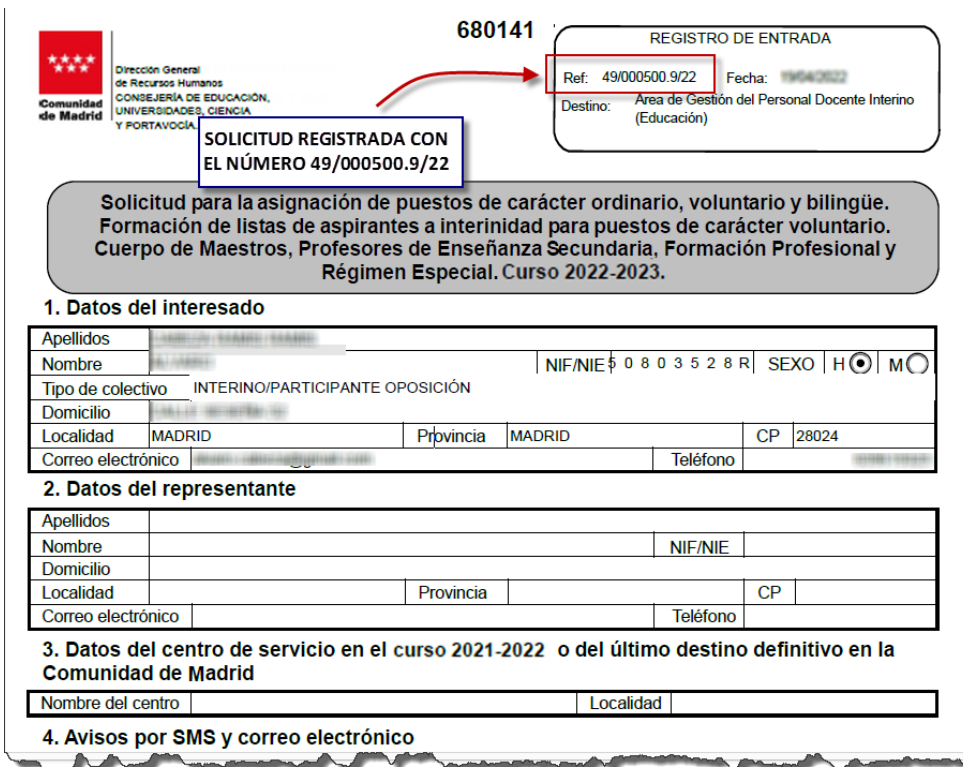 680141
REGISTRO DE ENTRADA
Ref: 49/000500.9/22 Fecha: 19/04/2022
Destino: Area de Gestión del Personal Docente Interino
(Educación)
Comunidad
de Madrid
Dirección General
de Recursos Humanos
CONSEJERÍA DE EDUCACIÓN,
UNIVERSIDADES, CIENCIA
Y PORTAVOCÍA.
SOLICITUD REGISTRADA CON
EL NÚMERO 49/000500.9/22
Solicitud para la asignación de puestos de carácter ordinario, voluntario y bilingüe.
Formación de listas de aspirantes a interinidad para puestos de carácter voluntario.
Cuerpo de Maestros, Profesores de Enseñanza Secundaria, Formación Profesional y
Régimen Especial. Curso 2022-2023.
1. Datos del interesado
Apellidos
Nombre NIF/NIE 5 0 8 0 3 5 2 8 R SEXO H M
Tipo de colectivo INTERINO/PARTICIPANTE OPOSICIÓN
Domicilio
Localidad MADRID Provincia MADRID CP 28024
Correo electrónico Teléfono
2. Datos del representante
Apellidos
Nombre NIF/NIE
Domicilio
Localidad Provincia CP
Correo electrónico Teléfono
3. Datos del centro de servicio en el curso 2021-2022 o del último destino definitivo en la
Comunidad de Madrid
Nombre del centro Localidad
4. Avisos por SMS y correo electrónico